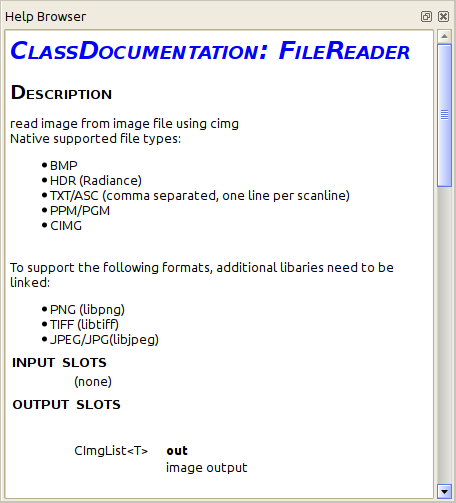 Help Browser
ClassDocumentation: FileReader
Description
read image from image file using cimg
Native supported file types:
•BMP
•HDR (Radiance)
•TXT/ASC (comma separated, one line per scanline)
•PPM/PGM
•CIMG
To support the following formats, additional libaries need to be
linked:
•PNG (libpng)
•TIFF (libtiff)
•JPEG/JPG(libjpeg)
INPUT SLOTS
(none)
OUTPUT SLOTS
CImgList<T> out
image output